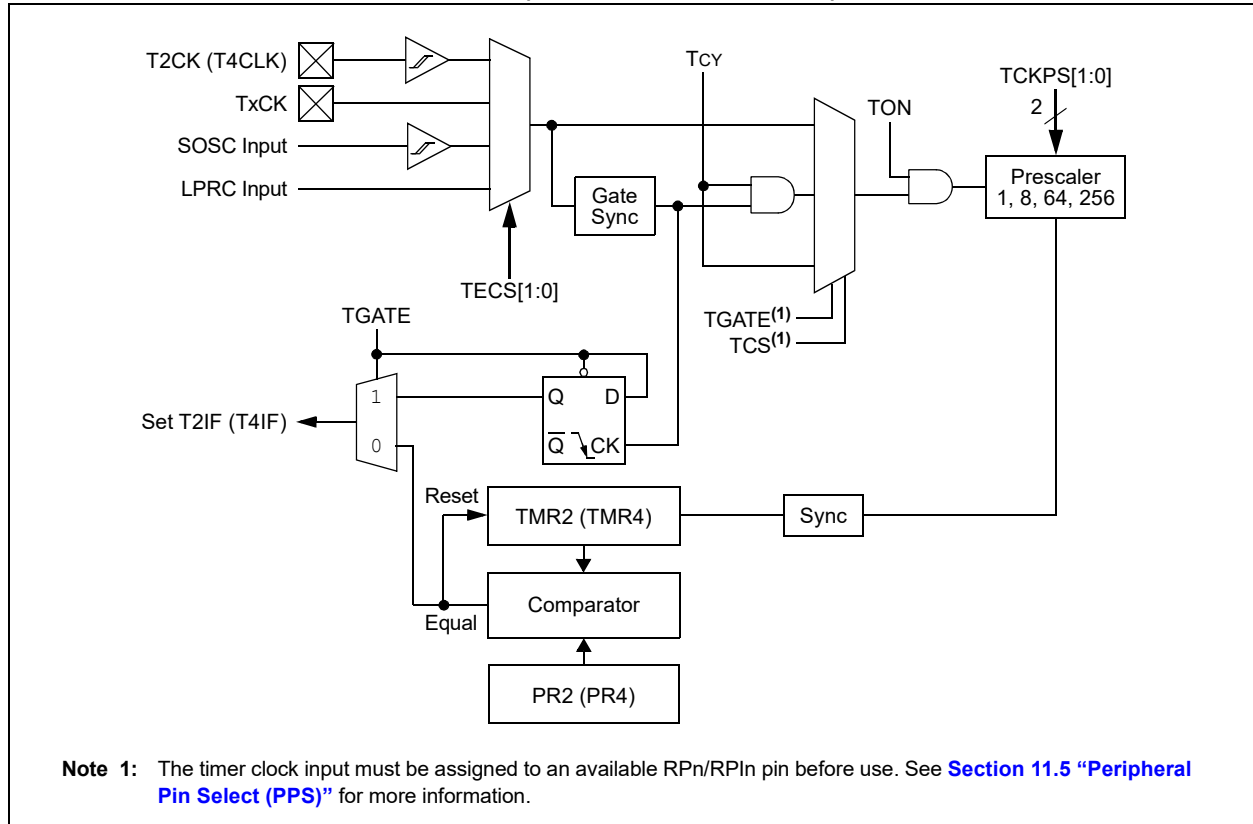 T2CK (T4CLK)
TxCK
SOSC Input
LPRC Input
TECS[1:0]
Gate
Sync
TCY
TGATE(1)
TCS(1)
TON
TCKPS[1:0]
2
Prescaler
1, 8, 64, 256
TGATE
1
0
Set T2IF (T4IF)
Q D
Q CK
Reset
TMR2 (TMR4)
Sync
Comparator
Equal
PR2 (PR4)
Note 1: The timer clock input must be assigned to an available RPn/RPIn pin before use. See Section 11.5 “Peripheral
Pin Select (PPS)” for more information.